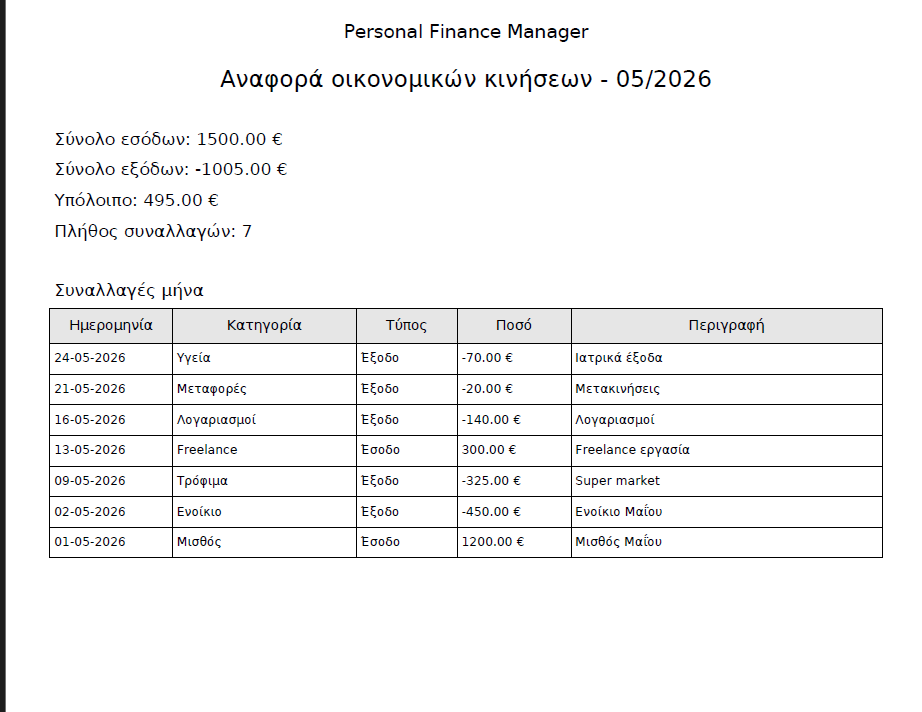 Personal Finance Manager
Αναφορά οικονομικών κινήσεων - 05/2026
Σύνολο εσόδων: 1500.00 €
Σύνολο εξόδων: -1005.00 €
Υπόλοιπο: 495.00 €
Πλήθος συναλλαγών: 7
Συναλλαγές μήνα
Ημερομηνία Κατηγορία Τύπος Ποσό Περιγραφή
24-05-2026 Υγεία Έξοδο -70.00 € Ιατρικά έξοδα
21-05-2026 Μεταφορές Έξοδο -20.00 € Μετακινήσεις
16-05-2026 Λογαριασμοί Έξοδο -140.00 € Λογαριασμοί
13-05-2026 Freelance Έσοδο 300.00 € Freelance εργασία
09-05-2026 Τρόφιμα Έξοδο -325.00 € Super market
02-05-2026 Ενοίκιο Έξοδο -450.00 € Ενοίκιο Μαΐου
01-05-2026 Μισθός Έσοδο 1200.00 € Μισθός Μαΐου